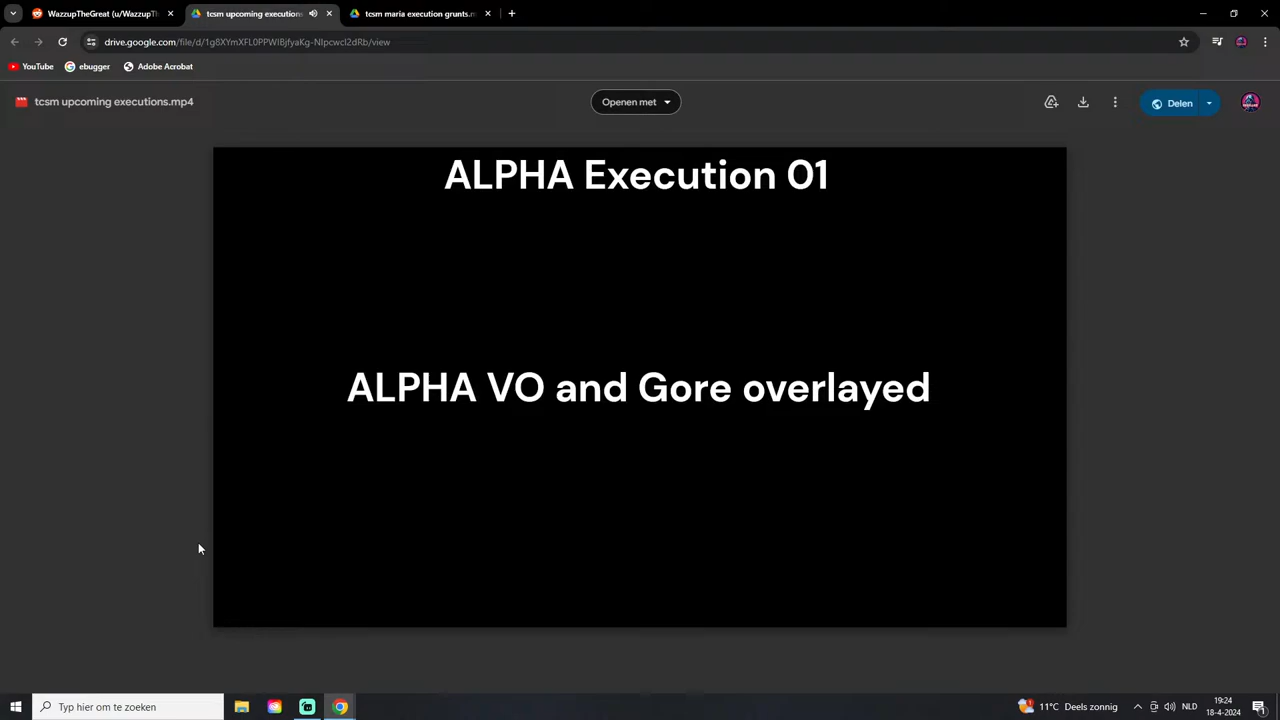 WazzupTheGreat (u/WazzupTh
tcsm upcoming executions
tcsm maria execution grunts.m
drive.google.com/file/d/1g8XYmXFL0PPWIBjfyaKg-NIpcwcl2dRb/view
YouTube
ebugger
Adobe Acrobat
tcsm upcoming executions.mp4
Openen met
Delen
ALPHA Execution 01
ALPHA VO and Gore overlayed
Typ hier om te zoeken
11°C Deels zonnig
NLD
19:24
18-4-2024